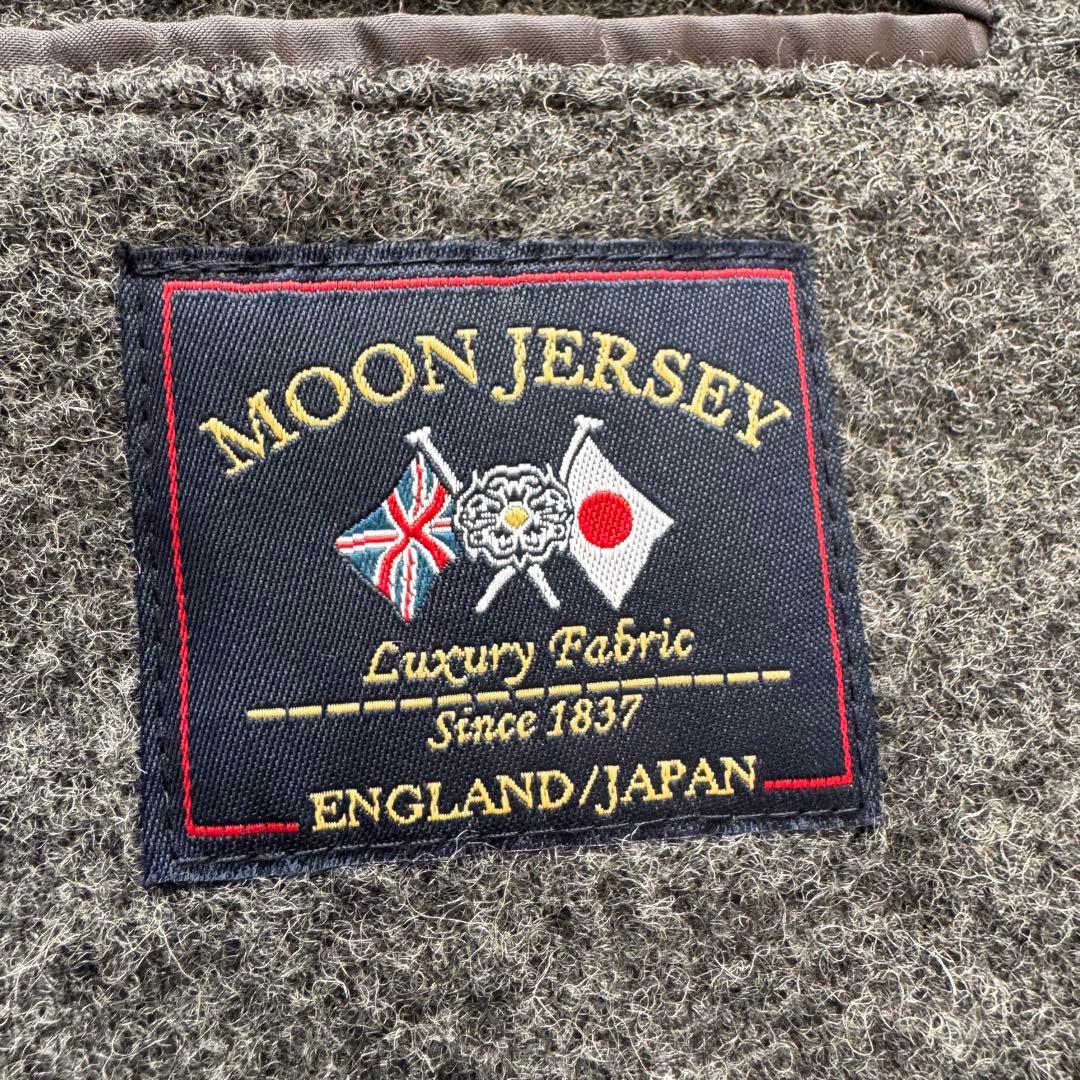 MOON JERSEY
Luxury Fabric
Since 1837
ENGLAND/JAPAN